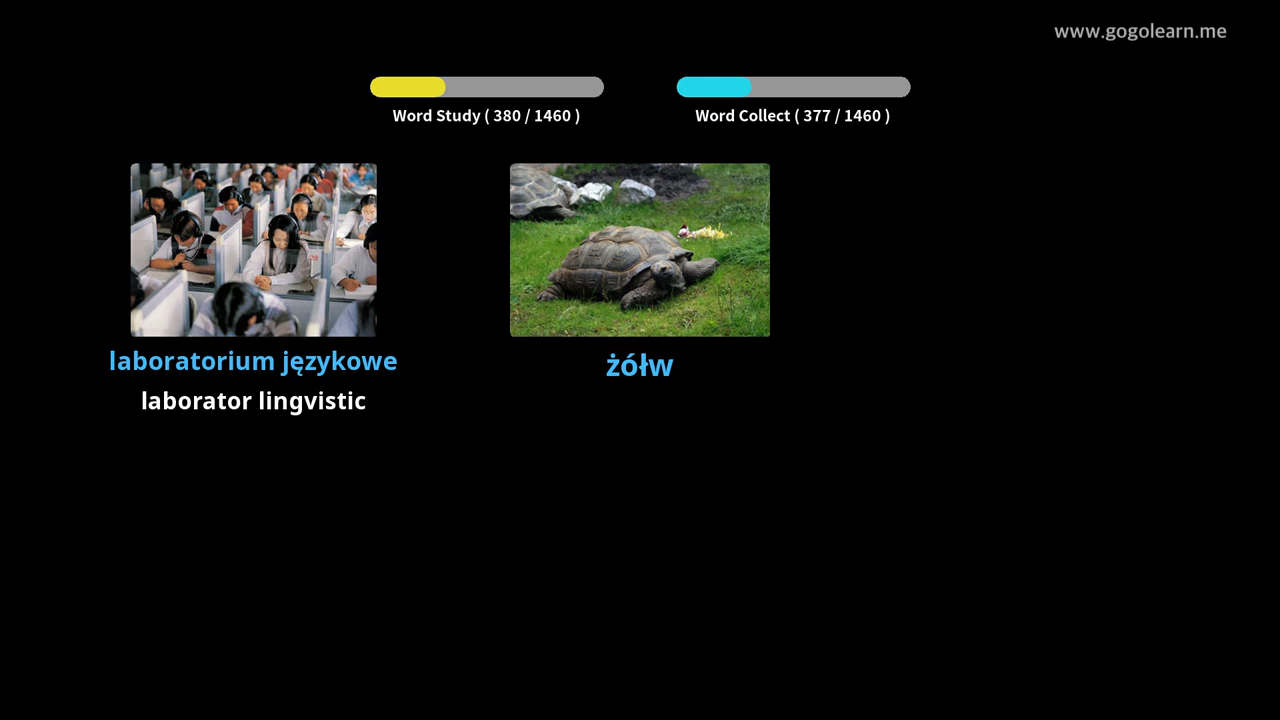 www.gogolearn.me
Word Study ( 380 / 1460 )
Word Collect ( 377 / 1460 )
laboratorium językowe
laborator lingvistic
żółw